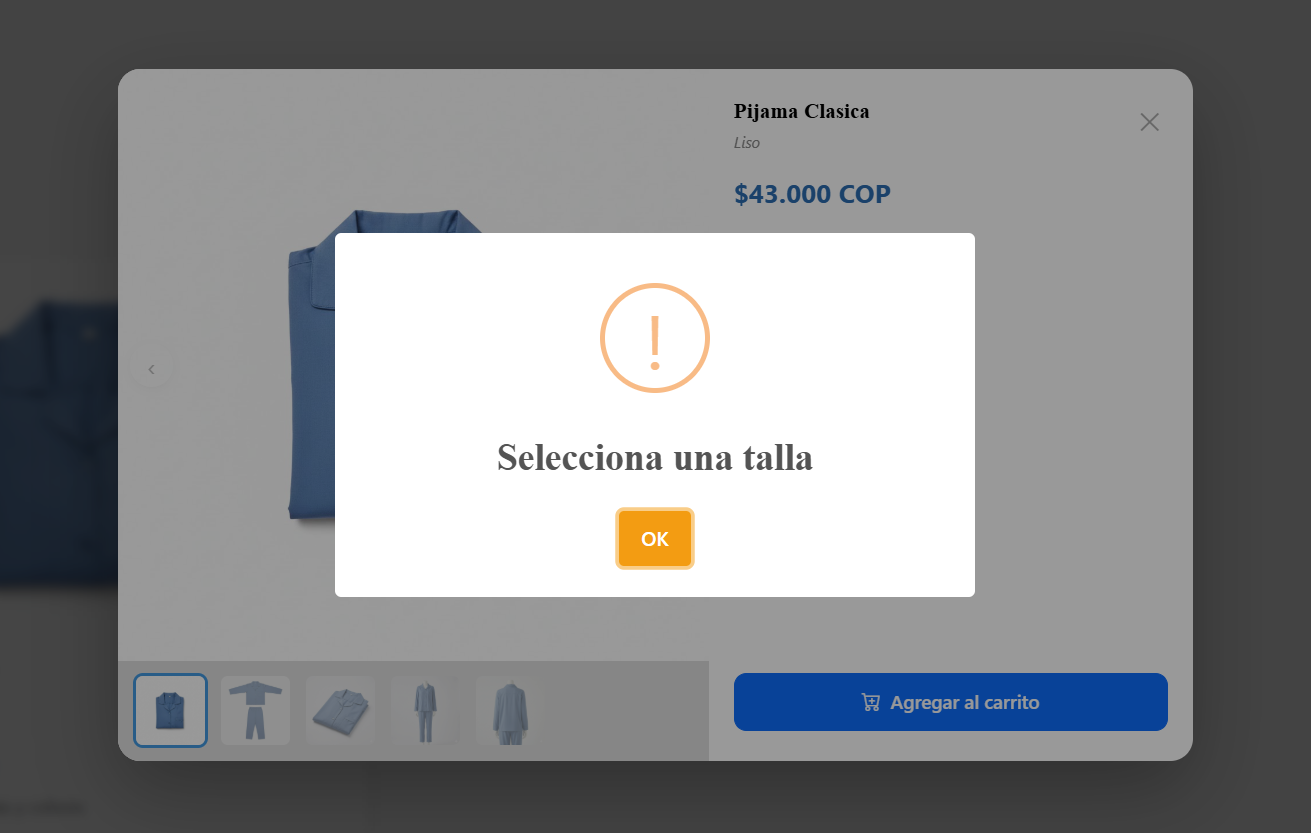 Pijama Clasica
Liso
$43.000 COP
Selecciona una talla
OK
Agregar al carrito